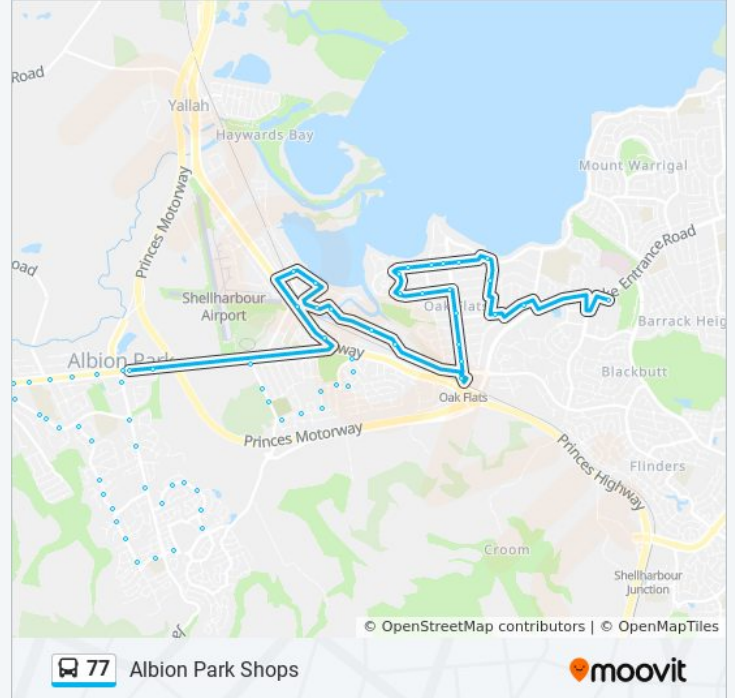 Road
Yallah
Haywards Bay
Mount Warrigal
Princes Motorway
oad
Entrance Road
Shellharbour
Airport
Oak Flats
Barrack Heig
Albion Park
way
Blackbutt
Oak Flats
Princes Motorway
Princes Highway
Flinders
Croom
Shellharbour
Junction
er
© OpenStreetMap contributors | © OpenMapTiles
77 Albion Park Shops
moovit